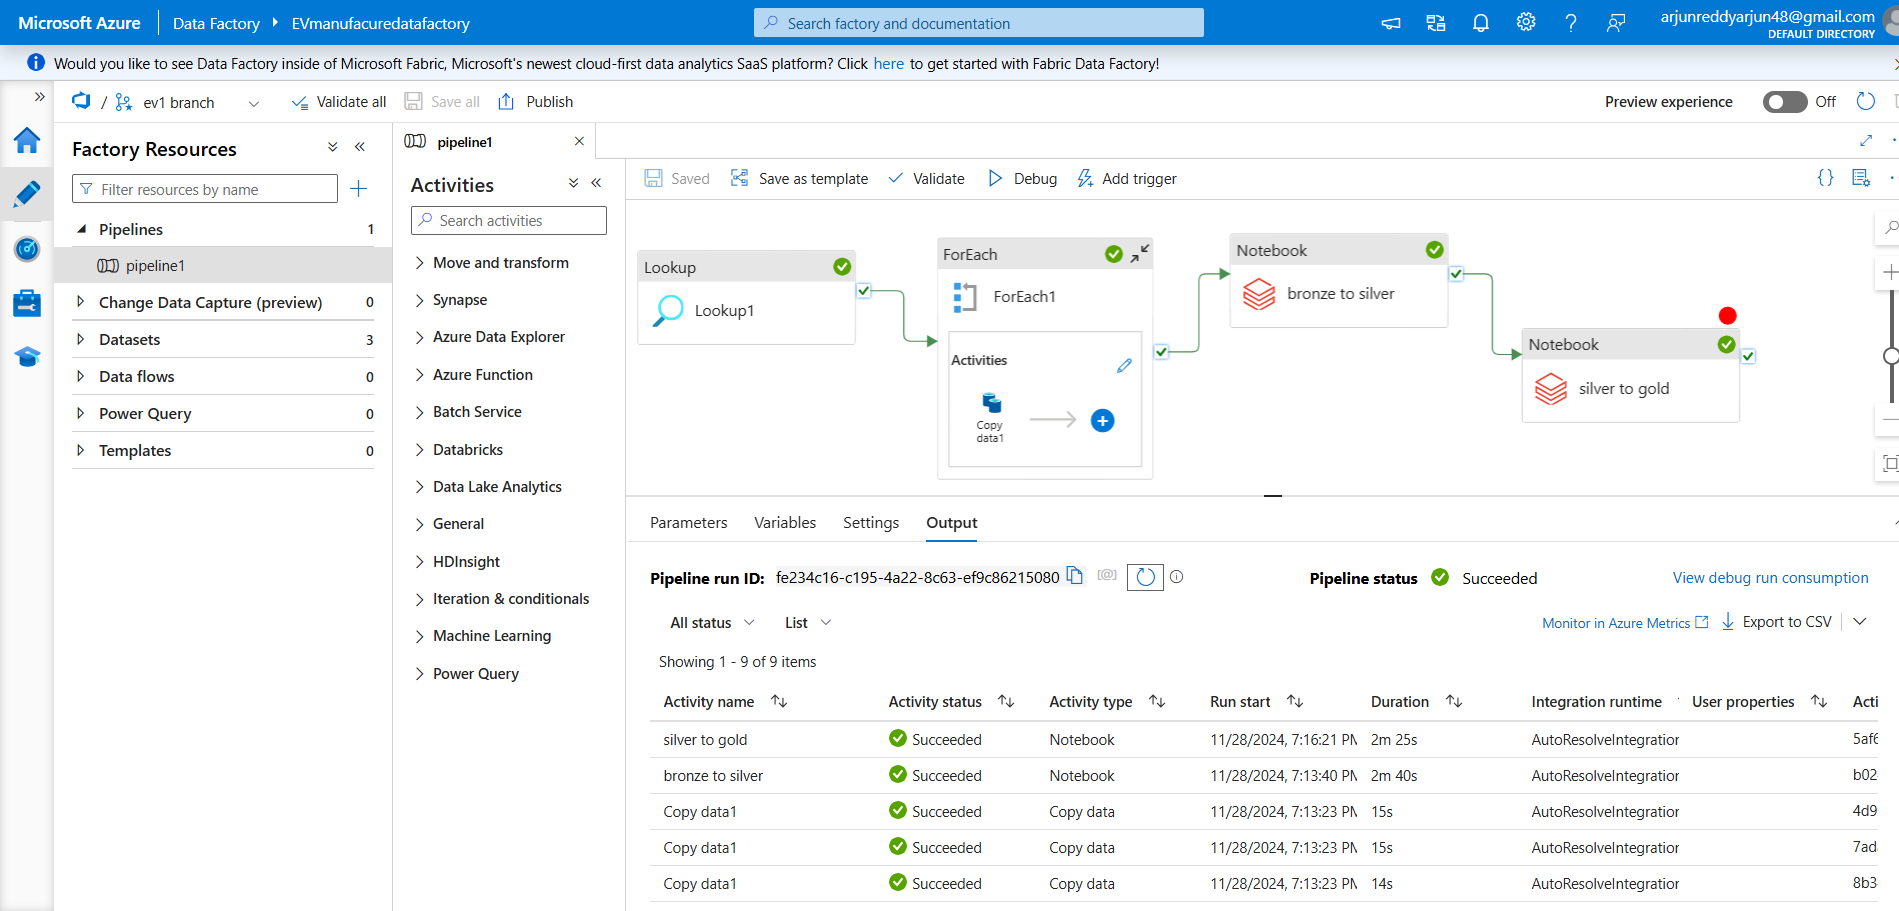 Microsoft Azure Data Factory EVmanufacuredatafactory Search factory and documentation arjunreddyarjun48@gmail.com
DEFAULT DIRECTORY
Would you like to see Data Factory inside of Microsoft Fabric, Microsoft's newest cloud-first data analytics SaaS platform? Click here to get started with Fabric Data Factory!
/ ev1 branch Validate all Save all Publish Preview experience Off
Factory Resources
Filter resources by name
Pipelines 1
pipeline1
Change Data Capture (preview) 0
Datasets 3
Data flows 0
Power Query 0
Templates 0
pipeline1
Activities
Search activities
Move and transform
Synapse
Azure Data Explorer
Azure Function
Batch Service
Databricks
Data Lake Analytics
General
HDInsight
Iteration & conditionals
Machine Learning
Power Query
Saved Save as template Validate Debug Add trigger {}
Lookup
Lookup1
ForEach
ForEach1
Activities
Copy
data1
Notebook
bronze to silver
Notebook
silver to gold
Parameters Variables Settings Output
Pipeline run ID: fe234c16-c195-4a22-8c63-ef9c86215080 [@] Pipeline status Succeeded View debug run consumption
All status List Monitor in Azure Metrics Export to CSV
Showing 1 - 9 of 9 items
Activity name Activity status Activity type Run start Duration Integration runtime User properties Acti
silver to gold Succeeded Notebook 11/28/2024, 7:16:21 PM 2m 25s AutoResolveIntegration 5af6
bronze to silver Succeeded Notebook 11/28/2024, 7:13:40 PM 2m 40s AutoResolveIntegration b02
Copy data1 Succeeded Copy data 11/28/2024, 7:13:23 PM 15s AutoResolveIntegration 4d9
Copy data1 Succeeded Copy data 11/28/2024, 7:13:23 PM 15s AutoResolveIntegration 7ad
Copy data1 Succeeded Copy data 11/28/2024, 7:13:23 PM 14s AutoResolveIntegration 8b3